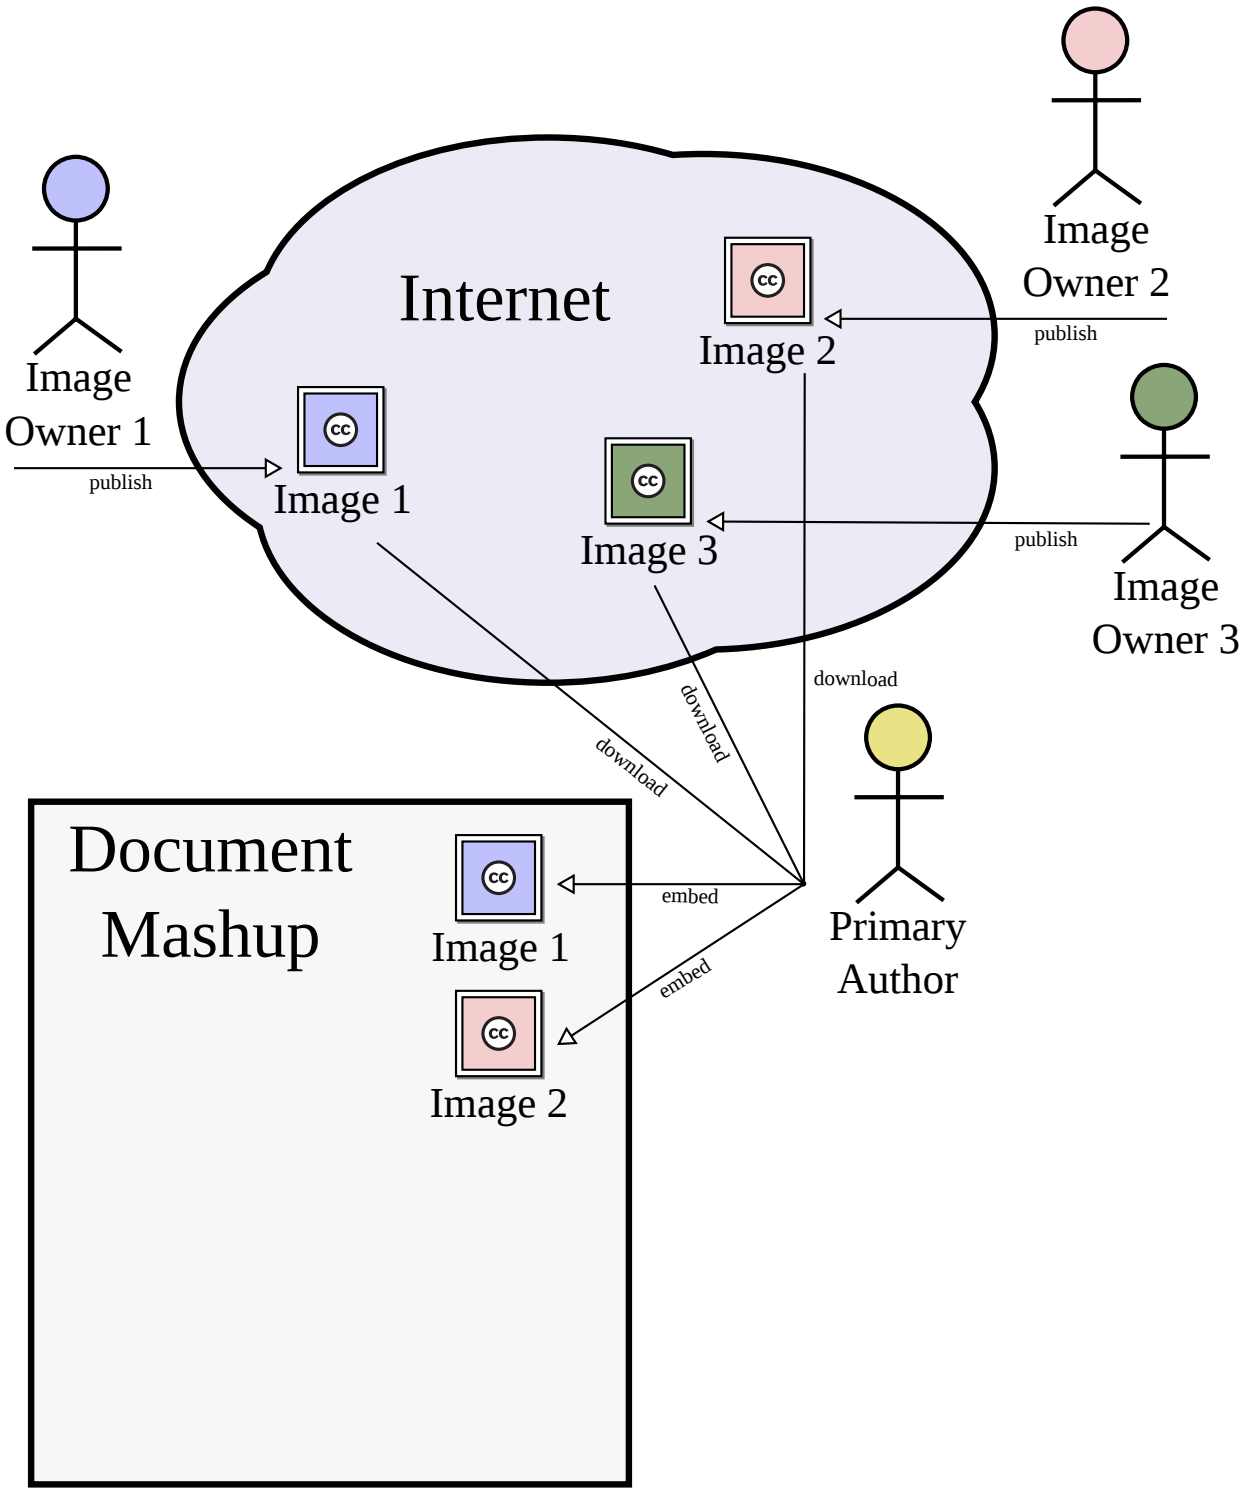 Image
Owner 2
publish
Image
Owner 1
publish
Internet
cc
Image 2
cc
Image 1
cc
Image 3
publish
Image
Owner 3
download
download
download
Primary
Author
Document
Mashup
cc
Image 1
embed
cc
Image 2
embed